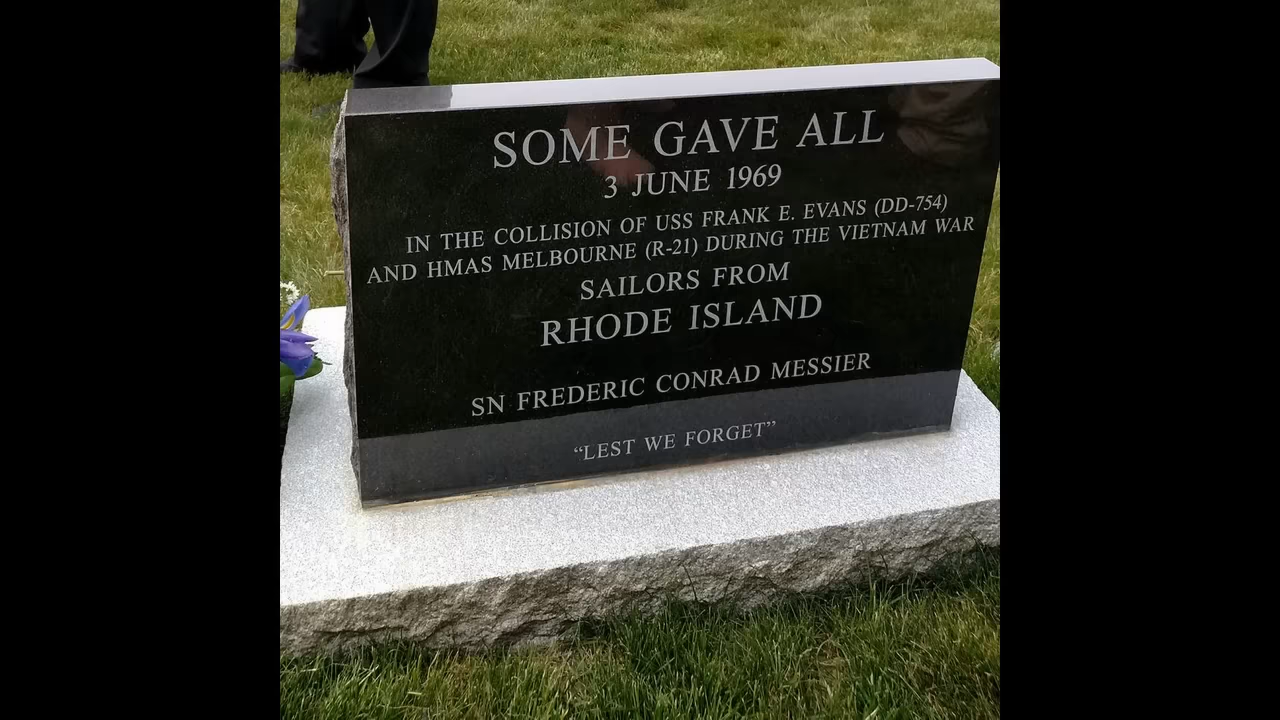 SOME GAVE ALL
3 JUNE 1969
IN THE COLLISION OF USS FRANK E. EVANS (DD-754)
AND HMAS MELBOURNE (R-21) DURING THE VIETNAM WAR
SAILORS FROM
RHODE ISLAND
SN FREDERIC CONRAD MESSIER
“LEST WE FORGET”